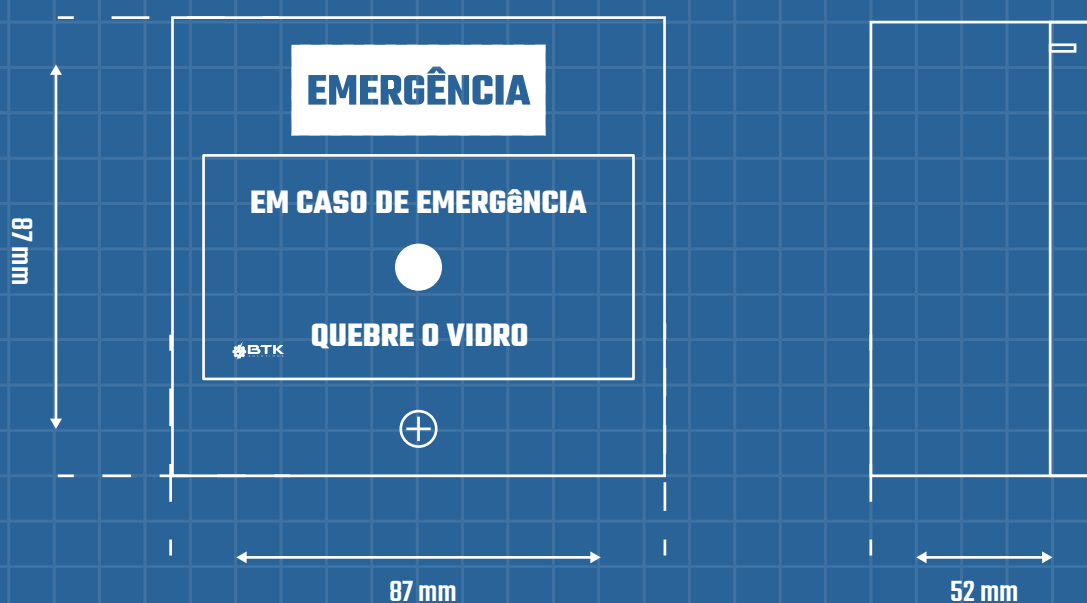 EMERGÊNCIA
EM CASO DE EMERGêNCIA
QUEBRE O VIDRO
BTK
87 mm
87 mm
52 mm